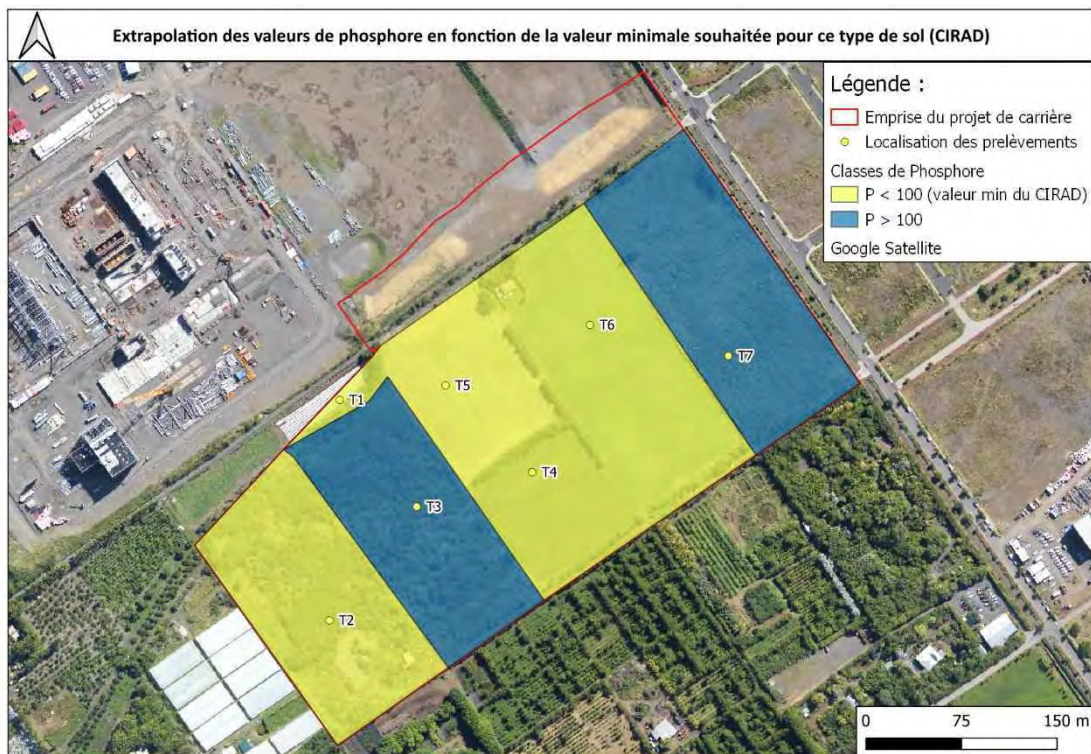 Extrapolation des valeurs de phosphore en fonction de la valeur minimale souhaitée pour ce type de sol (CIRAD)
Légende :
Emprise du projet de carrière
Localisation des prelèvements
Classes de Phosphore
P < 100 (valeur min du CIRAD)
P > 100
Google Satellite
T6
T7
T5
T1
T4
T3
T2
0 75 150 m